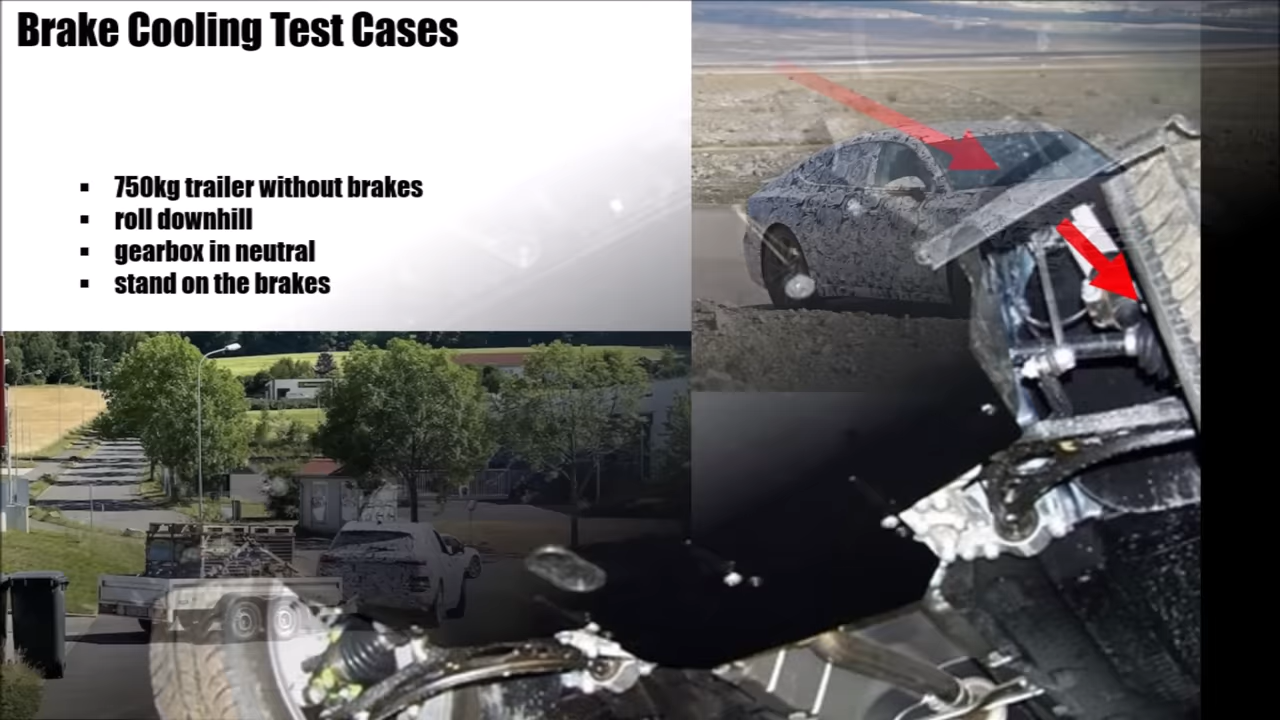 Brake Cooling Test Cases
▪ 750kg trailer without brakes
▪ roll downhill
▪ gearbox in neutral
▪ stand on the brakes